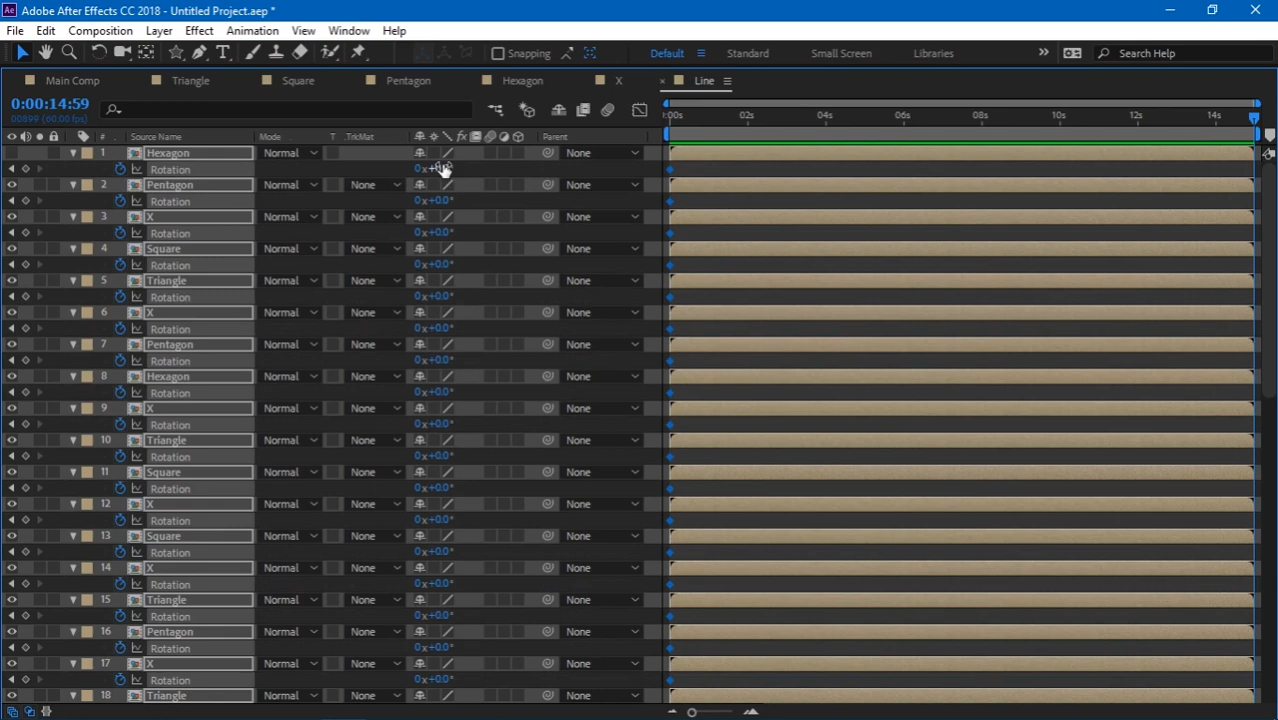 Adobe After Effects CC 2018 - Untitled Project.aep *
File Edit Composition Layer Effect Animation View Window Help
Snapping Default Standard Small Screen Libraries Search Help
Main Comp Triangle Square Pentagon Hexagon X Line
0:00:14:59
00899 (60.00 fps)
:00s 02s 04s 06s 08s 10s 12s 14s
# Source Name Mode T .TrkMat fx Parent
1 Hexagon Normal None
Rotation 0x
2 Pentagon Normal None None
Rotation 0x+0.0°
3 X Normal None None
Rotation 0x+0.0°
4 Square Normal None None
Rotation 0x+0.0°
5 Triangle Normal None None
Rotation 0x+0.0°
6 X Normal None None
Rotation 0x+0.0°
7 Pentagon Normal None None
Rotation 0x+0.0°
8 Hexagon Normal None None
Rotation 0x+0.0°
9 X Normal None None
Rotation 0x+0.0°
10 Triangle Normal None None
Rotation 0x+0.0°
11 Square Normal None None
Rotation 0x+0.0°
12 X Normal None None
Rotation 0x+0.0°
13 Square Normal None None
Rotation 0x+0.0°
14 X Normal None None
Rotation 0x+0.0°
15 Triangle Normal None None
Rotation 0x+0.0°
16 Pentagon Normal None None
Rotation 0x+0.0°
17 X Normal None None
Rotation 0x+0.0°
18 Triangle Normal None None